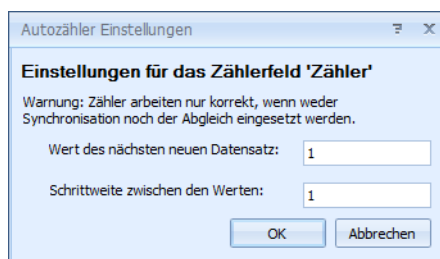 Autozähler Einstellungen
Einstellungen für das Zählerfeld 'Zähler'
Warnung: Zähler arbeiten nur korrekt, wenn weder
Synchronisation noch der Abgleich eingesetzt werden.
Wert des nächsten neuen Datensatz: 1
Schrittweite zwischen den Werten: 1
OK Abbrechen